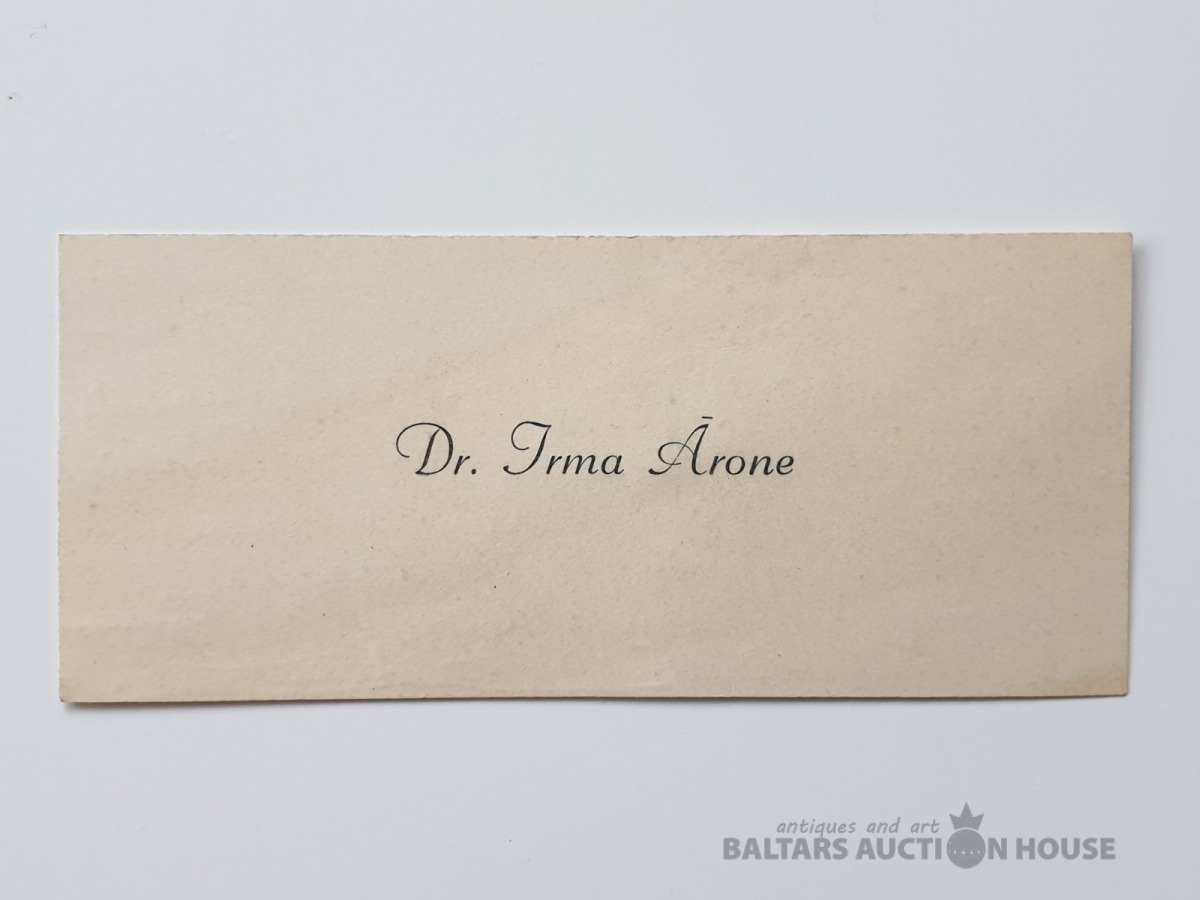 Dr. Irma Ārone
antiques and art
BALTARS AUCTION HOUSE